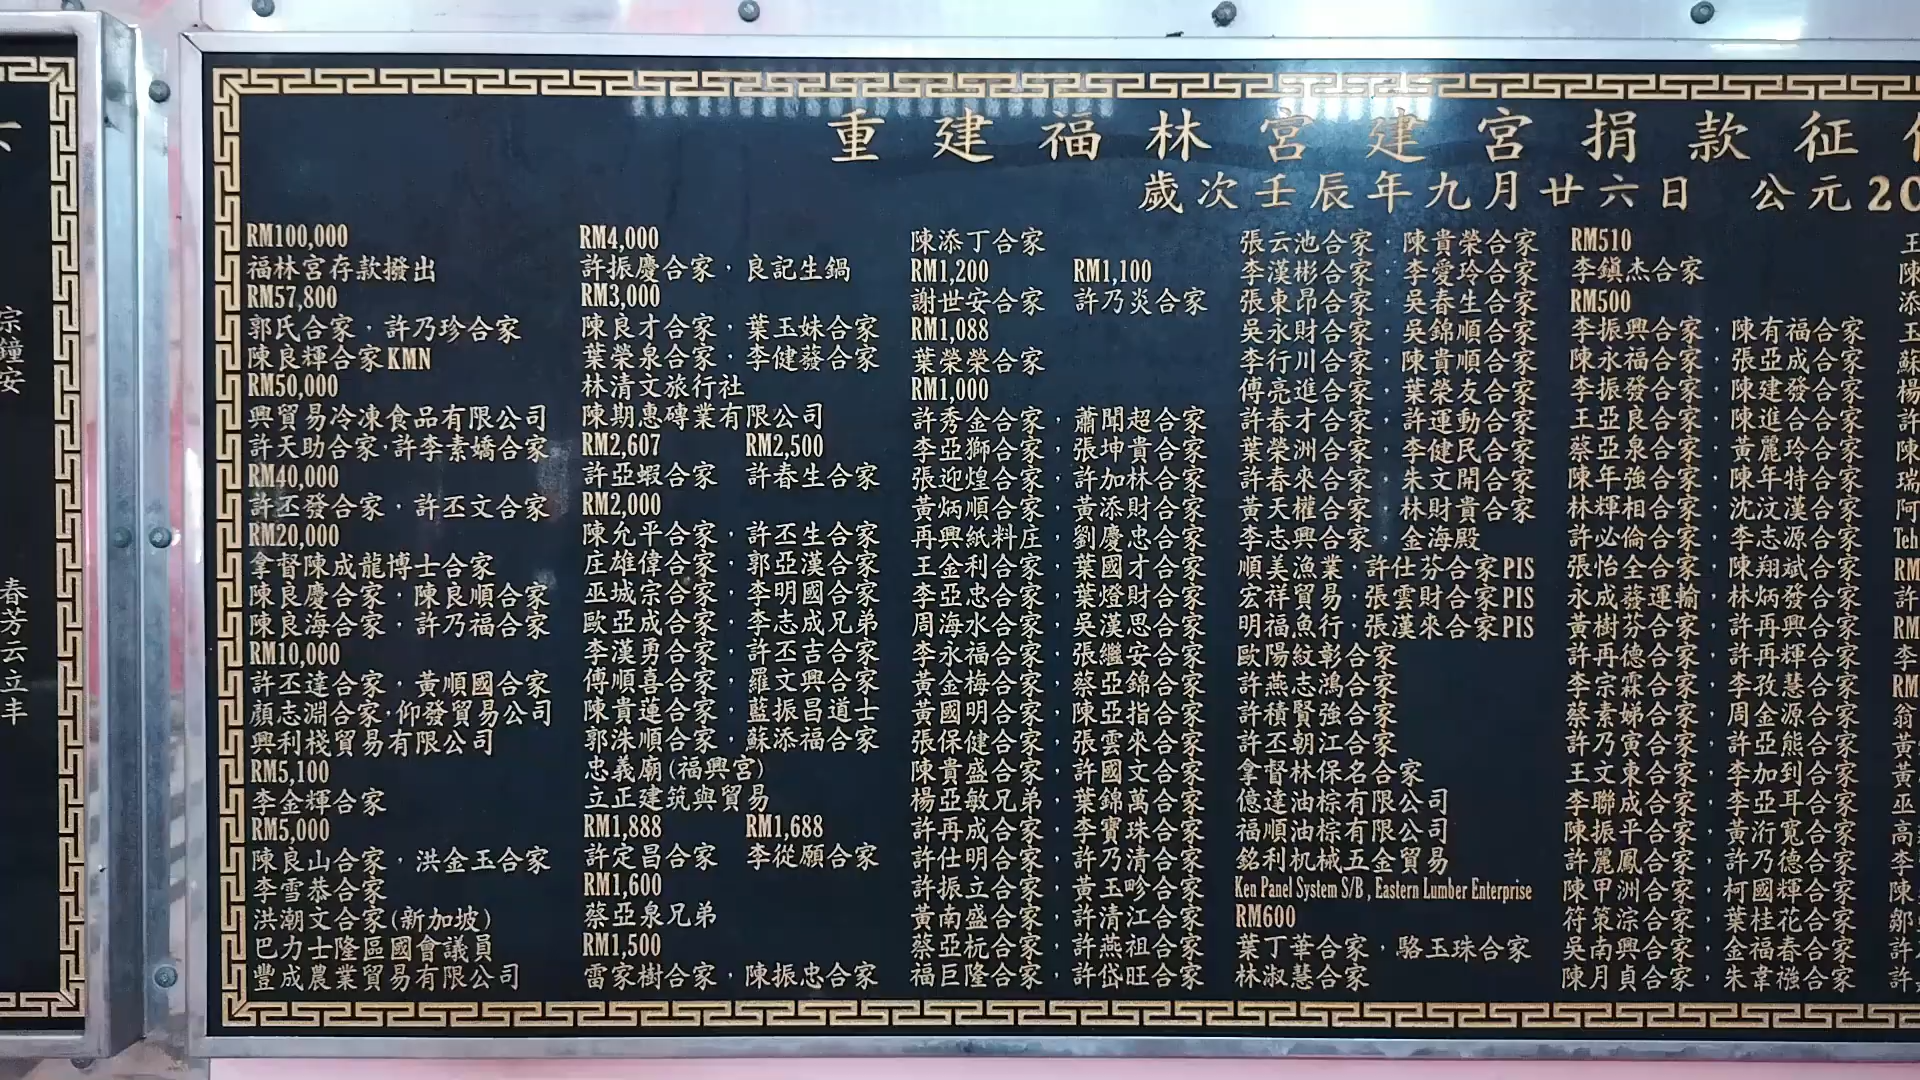 重建福林宮建宮捐款征
歲次壬辰年九月廿六日 公元20
RM100,000
福林宮存款撥出
RM57,800
郭氏合家，許乃珍合家
陳良輝合家KMN
RM50,000
興貿易冷凍食品有限公司
許天助合家，許李素嬌合家
RM40,000
許丕發合家，許丕文合家
RM20,000
拿督陳成龍博士合家
陳良慶合家，陳良順合家
陳良海合家，許乃福合家
RM10,000
許丕達合家，黃順國合家
顏志淵合家，仰發貿易公司
興利棧貿易有限公司
RM5,100
李金輝合家
RM5,000
陳良山合家，洪金玉合家
李雪恭合家
洪潮文合家(新加坡)
巴力士隆區國會議員
豐成農業貿易有限公司
RM4,000
許振慶合家，良記生鍋
RM3,000
陳良才合家，葉玉妹合家
葉榮泉合家，李健發合家
林清文旅行社
陳期惠磚業有限公司
RM2,607 RM2,500
許亞蝦合家 許春生合家
RM2,000
陳允平合家，許丕生合家
庄雄偉合家，郭亞漢合家
巫城宗合家，李明國合家
歐亞成合家，李志成兄弟
李漢勇合家，許丕吉合家
傅順喜合家，羅文興合家
陳貴蓮合家，藍振昌道士
郭洙順合家，蘇添福合家
忠義廟(福興宮)
立正建筑與貿易
RM1,888 RM1,688
許定昌合家 李從願合家
RM1,600
蔡亞泉兄弟
RM1,500
雷家樹合家，陳振忠合家
陳添丁合家
RM1,200 RM1,100
謝世安合家 許乃炎合家
RM1,088
葉榮榮合家
RM1,000
許秀金合家，蕭聞超合家
李亞獅合家，張坤貴合家
張迎煌合家，許加林合家
黃炳順合家，黃添財合家
再興紙料庄，劉慶忠合家
王金利合家，葉國才合家
李亞忠合家，葉燈財合家
周海水合家，吳漢思合家
李永福合家，張繼安合家
黃金梅合家，蔡亞錦合家
黃國明合家，陳亞指合家
張保健合家，張雲來合家
陳貴盛合家，許國文合家
楊亞敏兄弟，葉錦萬合家
許再成合家，李寶珠合家
許仕明合家，許乃清合家
許振立合家，黃玉畛合家
黃南盛合家，許清江合家
蔡亞杬合家，許燕祖合家
福巨隆合家，許岱旺合家
張云池合家，陳貴榮合家
李漢彬合家，李愛玲合家
張東昂合家，吳春生合家
吳永財合家，吳錦順合家
李行川合家，陳貴順合家
傅亮進合家，葉榮友合家
許春才合家，許運動合家
葉榮洲合家，李健民合家
許春來合家，朱文開合家
黃天權合家，林財貴合家
李志興合家，金海殿
順美漁業，許仕芬合家PIS
宏祥貿易，張雲財合家PIS
明福魚行，張漢來合家PIS
歐陽紋彰合家
許燕志鴻合家
許積賢強合家
許丕朝江合家
拿督林保名合家
億達油棕有限公司
福順油棕有限公司
銘利机械五金貿易
Ken Panel System S/B , Eastern Lumber Enterprise
RM600
葉丁華合家，駱玉珠合家
林淑慧合家
RM510
李鎮杰合家
RM500
李振興合家，陳有福合家
陳永福合家，張亞成合家
李振發合家，陳建發合家
王亞良合家，陳進合合家
蔡亞泉合家，黃麗玲合家
陳年強合家，陳年特合家
林輝相合家，沈汶漢合家
許必倫合家，李志源合家
張怡全合家，陳翔斌合家
永成發運輸，林炳發合家
黃樹芬合家，許再興合家
許再德合家，許再輝合家
李宗霖合家，李孜慧合家
蔡素娣合家，周金源合家
許乃寅合家，許亞熊合家
王文東合家，李加到合家
李聯成合家，李亞耳合家
陳振平合家，黃洐寬合家
許麗鳳合家，許乃德合家
陳甲洲合家，柯國輝合家
符策淙合家，葉桂花合家
吳南興合家，金福春合家
陳月貞合家，朱韋襁合家
陳
添
玉
蘇
楊
許
陳
瑞
阿
Teh
RM
許
RM
李
RM
翁
黃
黃
巫
高
李
陳
許
宗
鐘
安
春
芳
云
立
丰